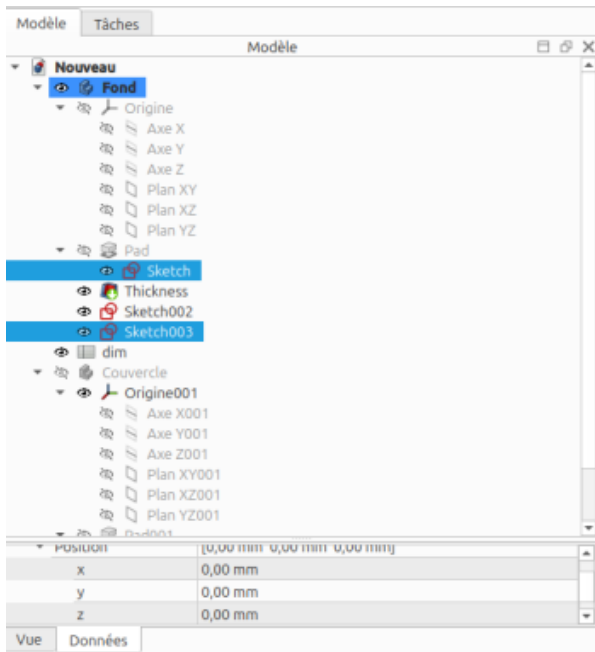 Modèle
Tâches
Modèle
Nouveau
Fond
Origine
Axe X
Axe Y
Axe Z
Plan XY
Plan XZ
Plan YZ
Pad
Sketch
Thickness
Sketch002
Sketch003
dim
Couvercle
Origine001
Axe X001
Axe Y001
Axe Z001
Plan XY001
Plan XZ001
Plan YZ001
Pad001
Position [0,00 mm 0,00 mm 0,00 mm]
x 0,00 mm
y 0,00 mm
z 0,00 mm
Vue
Données